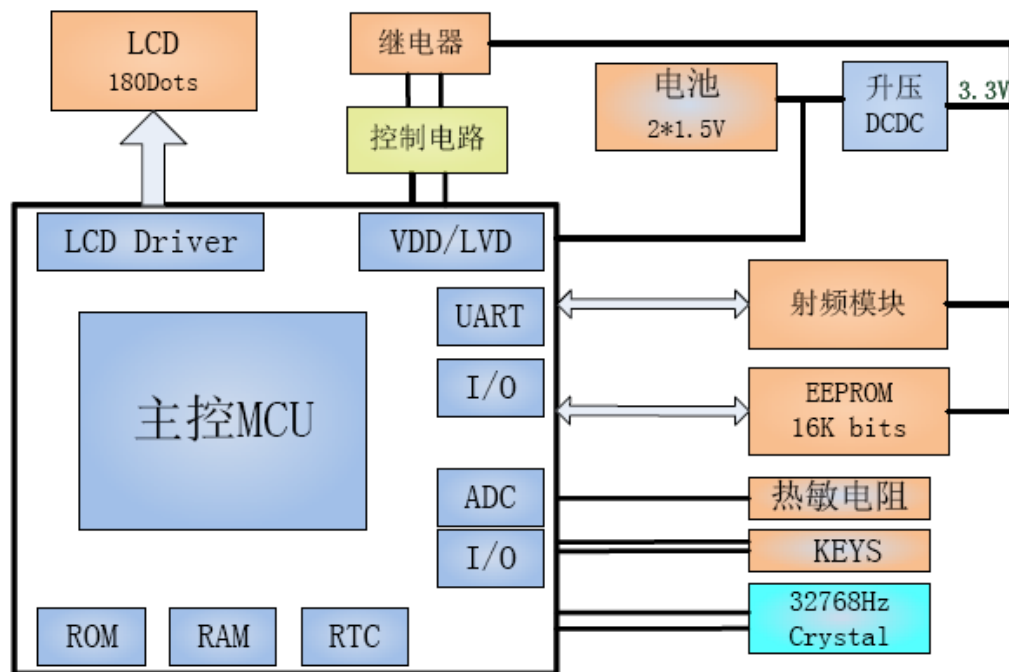 LCD
180Dots
继电器
控制电路
电池
2*1.5V
升压
DCDC
3.3V
LCD Driver
VDD/LVD
UART
射频模块
I/O
EEPROM
16K bits
主控MCU
ADC
热敏电阻
I/O
KEYS
32768Hz
Crystal
ROM
RAM
RTC